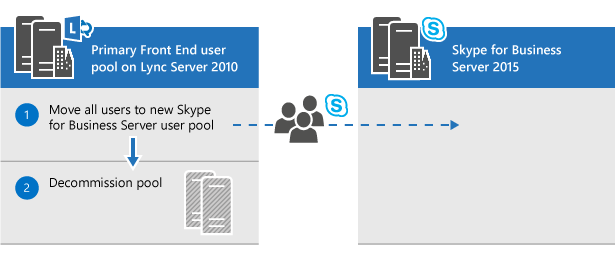 Primary Front End user
pool on Lync Server 2010
Skype for Business
Server 2015
1
Move all users to new Skype
for Business Server user pool
2
Decommission pool